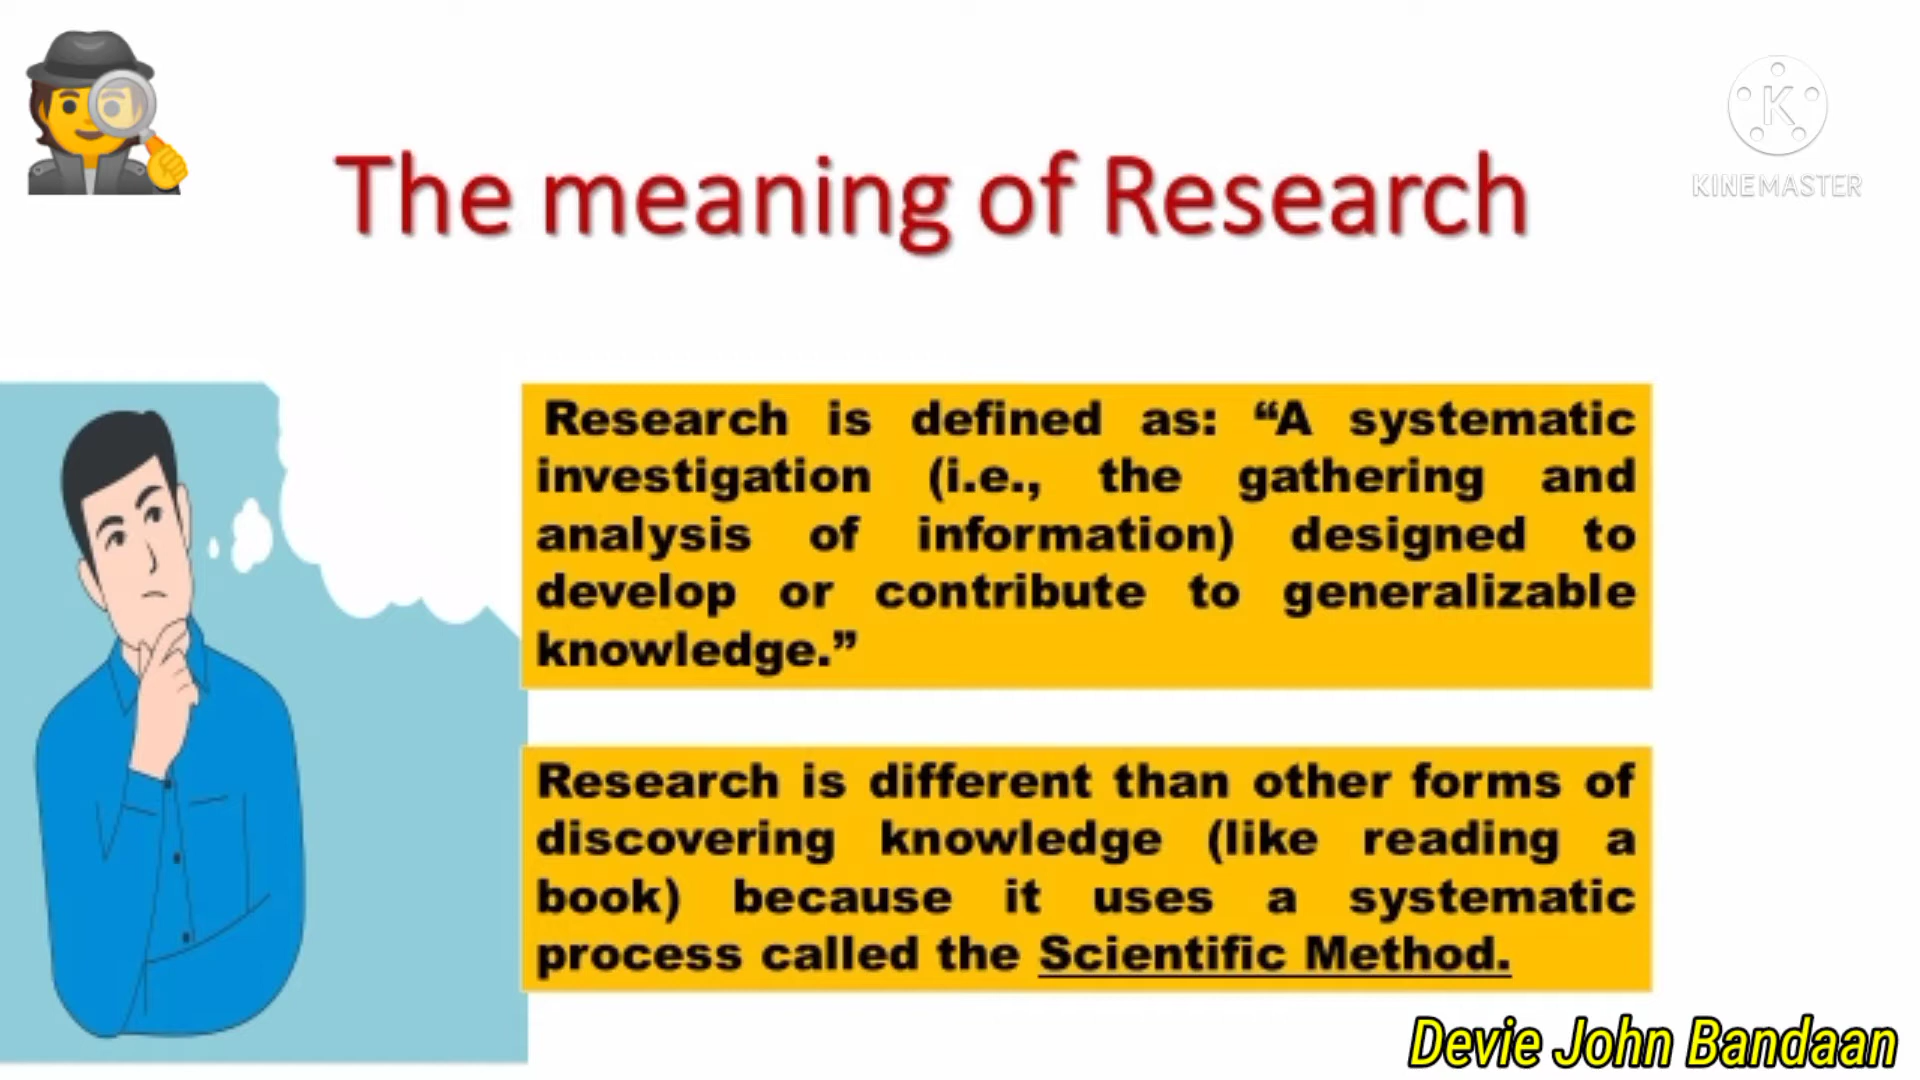 K
KINEMASTER
The meaning of Research
Research is defined as: “A systematic
investigation (i.e., the gathering and
analysis of information) designed to
develop or contribute to generalizable
knowledge.”
Research is different than other forms of
discovering knowledge (like reading a
book) because it uses a systematic
process called the Scientific Method.
Devie John Bandaan